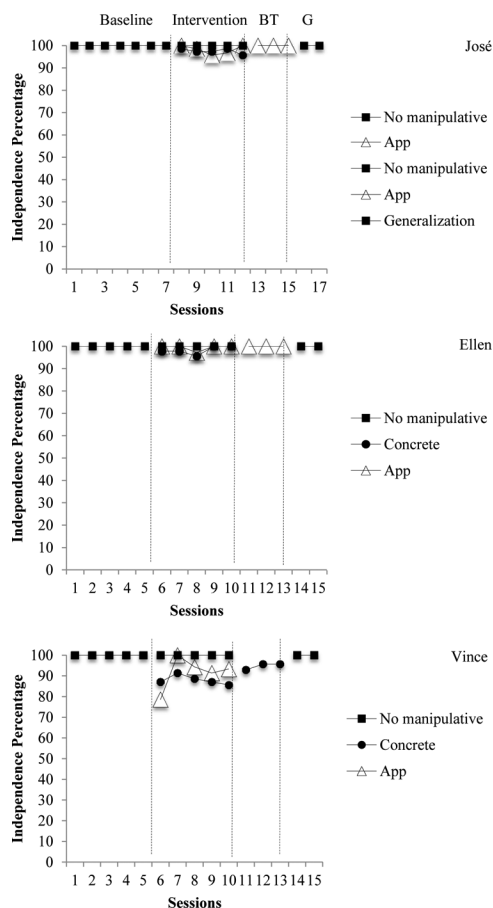 Baseline Intervention BT G
José
100
90
80
70
60
50
40
30
20
10
0
Independence Percentage
1 3 5 7 9 11 13 15 17
Sessions
No manipulative
App
No manipulative
App
Generalization
Ellen
100
90
80
70
60
50
40
30
20
10
0
Independence Percentage
1 2 3 4 5 6 7 8 9 10 11 12 13 14 15
Sessions
No manipulative
Concrete
App
Vince
100
90
80
70
60
50
40
30
20
10
0
Independence Percentage
1 2 3 4 5 6 7 8 9 10 11 12 13 14 15
Sessions
No manipulative
Concrete
App